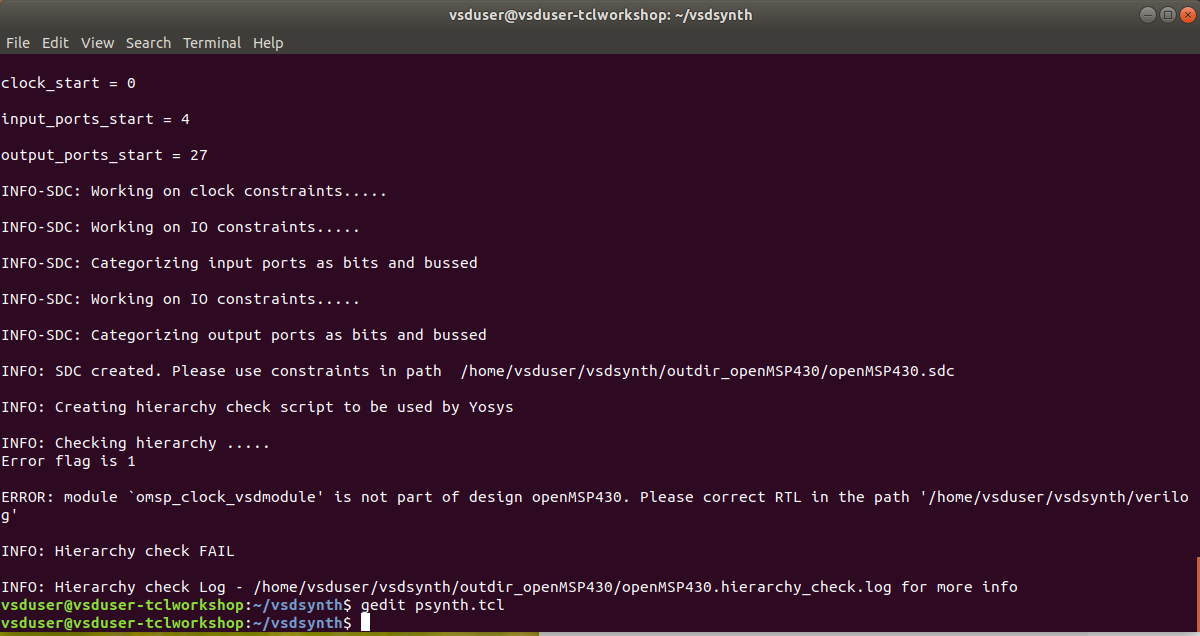 vsduser@vsduser-tclworkshop: ~/vsdsynth
File Edit View Search Terminal Help
clock_start = 0
input_ports_start = 4
output_ports_start = 27
INFO-SDC: Working on clock constraints.....
INFO-SDC: Working on IO constraints.....
INFO-SDC: Categorizing input ports as bits and bussed
INFO-SDC: Working on IO constraints.....
INFO-SDC: Categorizing output ports as bits and bussed
INFO: SDC created. Please use constraints in path  /home/vsduser/vsdsynth/outdir_openMSP430/openMSP430.sdc
INFO: Creating hierarchy check script to be used by Yosys
INFO: Checking hierarchy .....
Error flag is 1
ERROR: module `omsp_clock_vsdmodule' is not part of design openMSP430. Please correct RTL in the path '/home/vsduser/vsdsynth/verilo
g'
INFO: Hierarchy check FAIL
INFO: Hierarchy check Log - /home/vsduser/vsdsynth/outdir_openMSP430/openMSP430.hierarchy_check.log for more info
vsduser@vsduser-tclworkshop:~/vsdsynth$ gedit psynth.tcl
vsduser@vsduser-tclworkshop:~/vsdsynth$